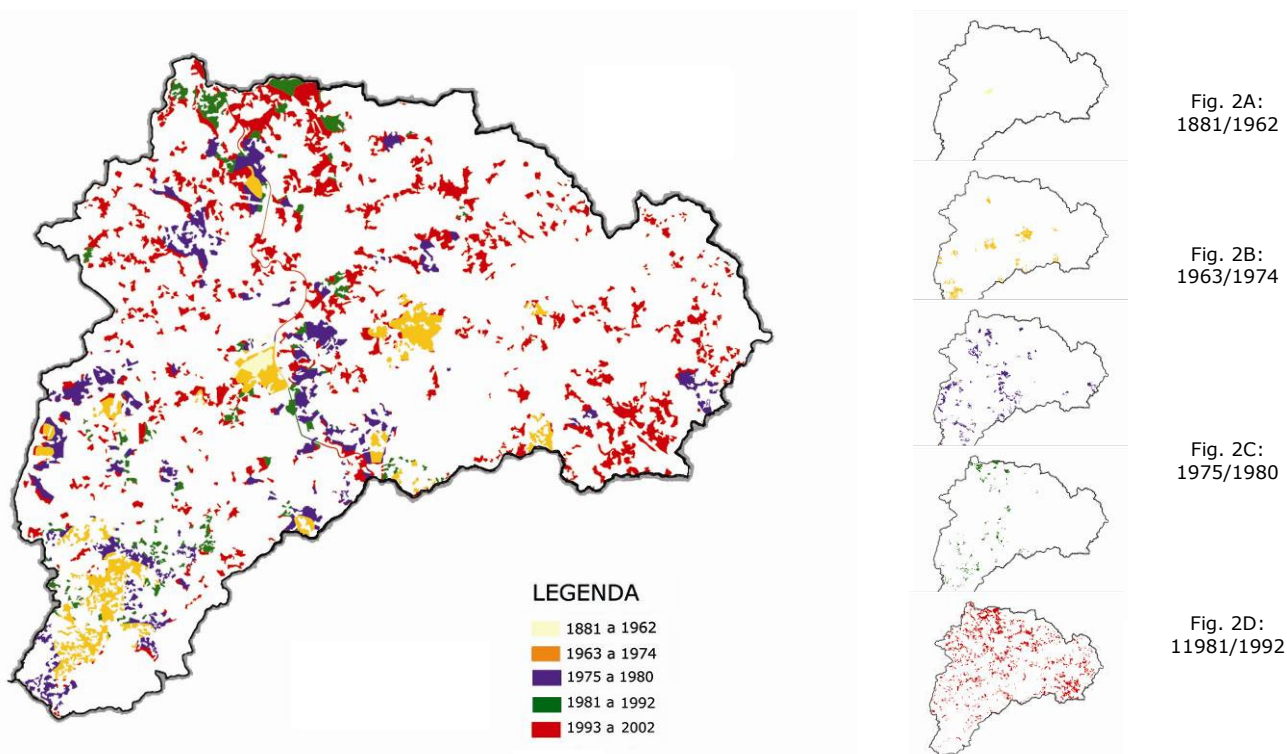 LEGENDA
1881 a 1962
1963 a 1974
1975 a 1980
1981 a 1992
1993 a 2002
Fig. 2A:
1881/1962
Fig. 2B:
1963/1974
Fig. 2C:
1975/1980
Fig. 2D:
11981/1992